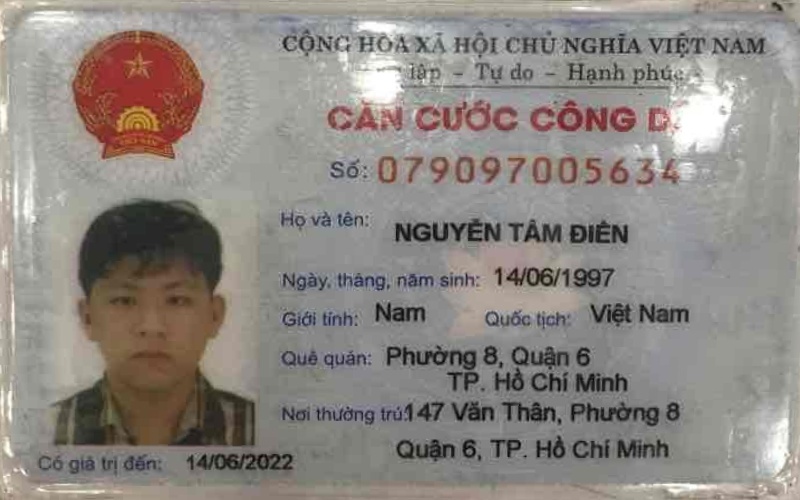 CỘNG HÒA XÃ HỘI CHỦ NGHĨA VIỆT NAM
lập - Tự do - Hạnh phúc
CĂN CƯỚC CÔNG
Số: 079097005634
Họ và tên: NGUYỄN TÂM ĐIỀN
Ngày, tháng, năm sinh: 14/06/1997
Giới tính: Nam Quốc tịch: Việt Nam
Quê quán: Phường 8, Quận 6
TP. Hồ Chí Minh
Nơi thường trú: 147 Văn Thân, Phường 8
Quận 6, TP. Hồ Chí Minh
Có giá trị đến: 14/06/2022